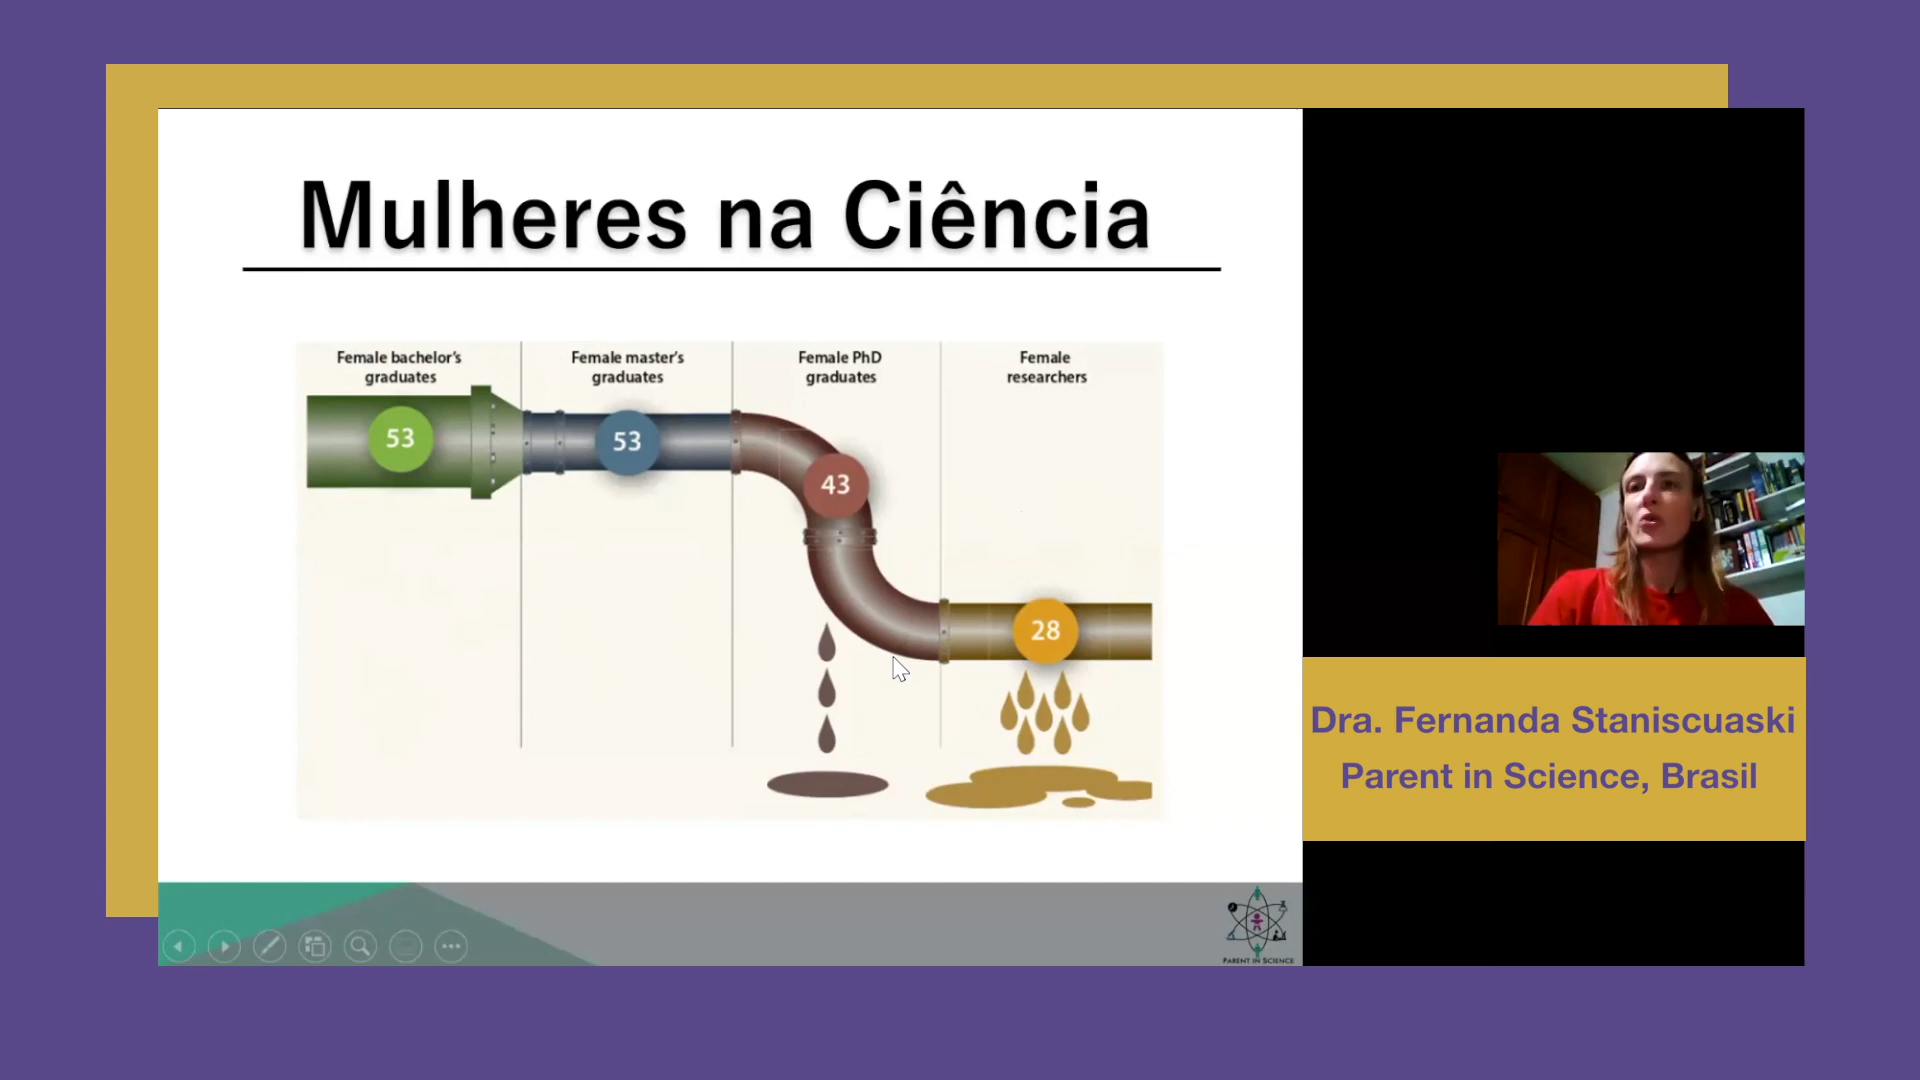 Mulheres na Ciência
Female bachelor's
graduates
Female master's
graduates
Female PhD
graduates
Female
researchers
53
53
43
28
Dra. Fernanda Staniscuaski
Parent in Science, Brasil
PARENT IN SCIENCE